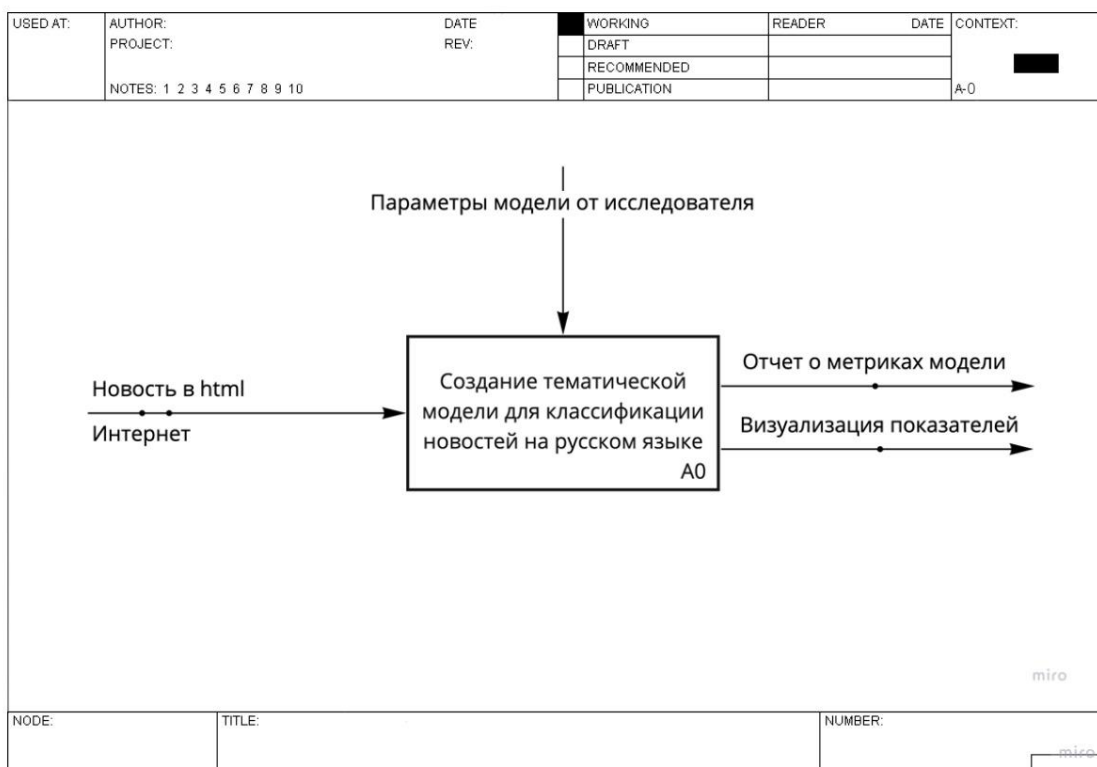 USED AT:
AUTHOR:
DATE
WORKING
READER
DATE
CONTEXT:
PROJECT:
REV:
DRAFT
RECOMMENDED
NOTES: 1 2 3 4 5 6 7 8 9 10
PUBLICATION
A-0
Параметры модели от исследователя
Новость в html
Интернет
Создание тематической
модели для классификации
новостей на русском языке
A0
Отчет о метриках модели
Визуализация показателей
miro
NODE:
TITLE:
NUMBER:
miro